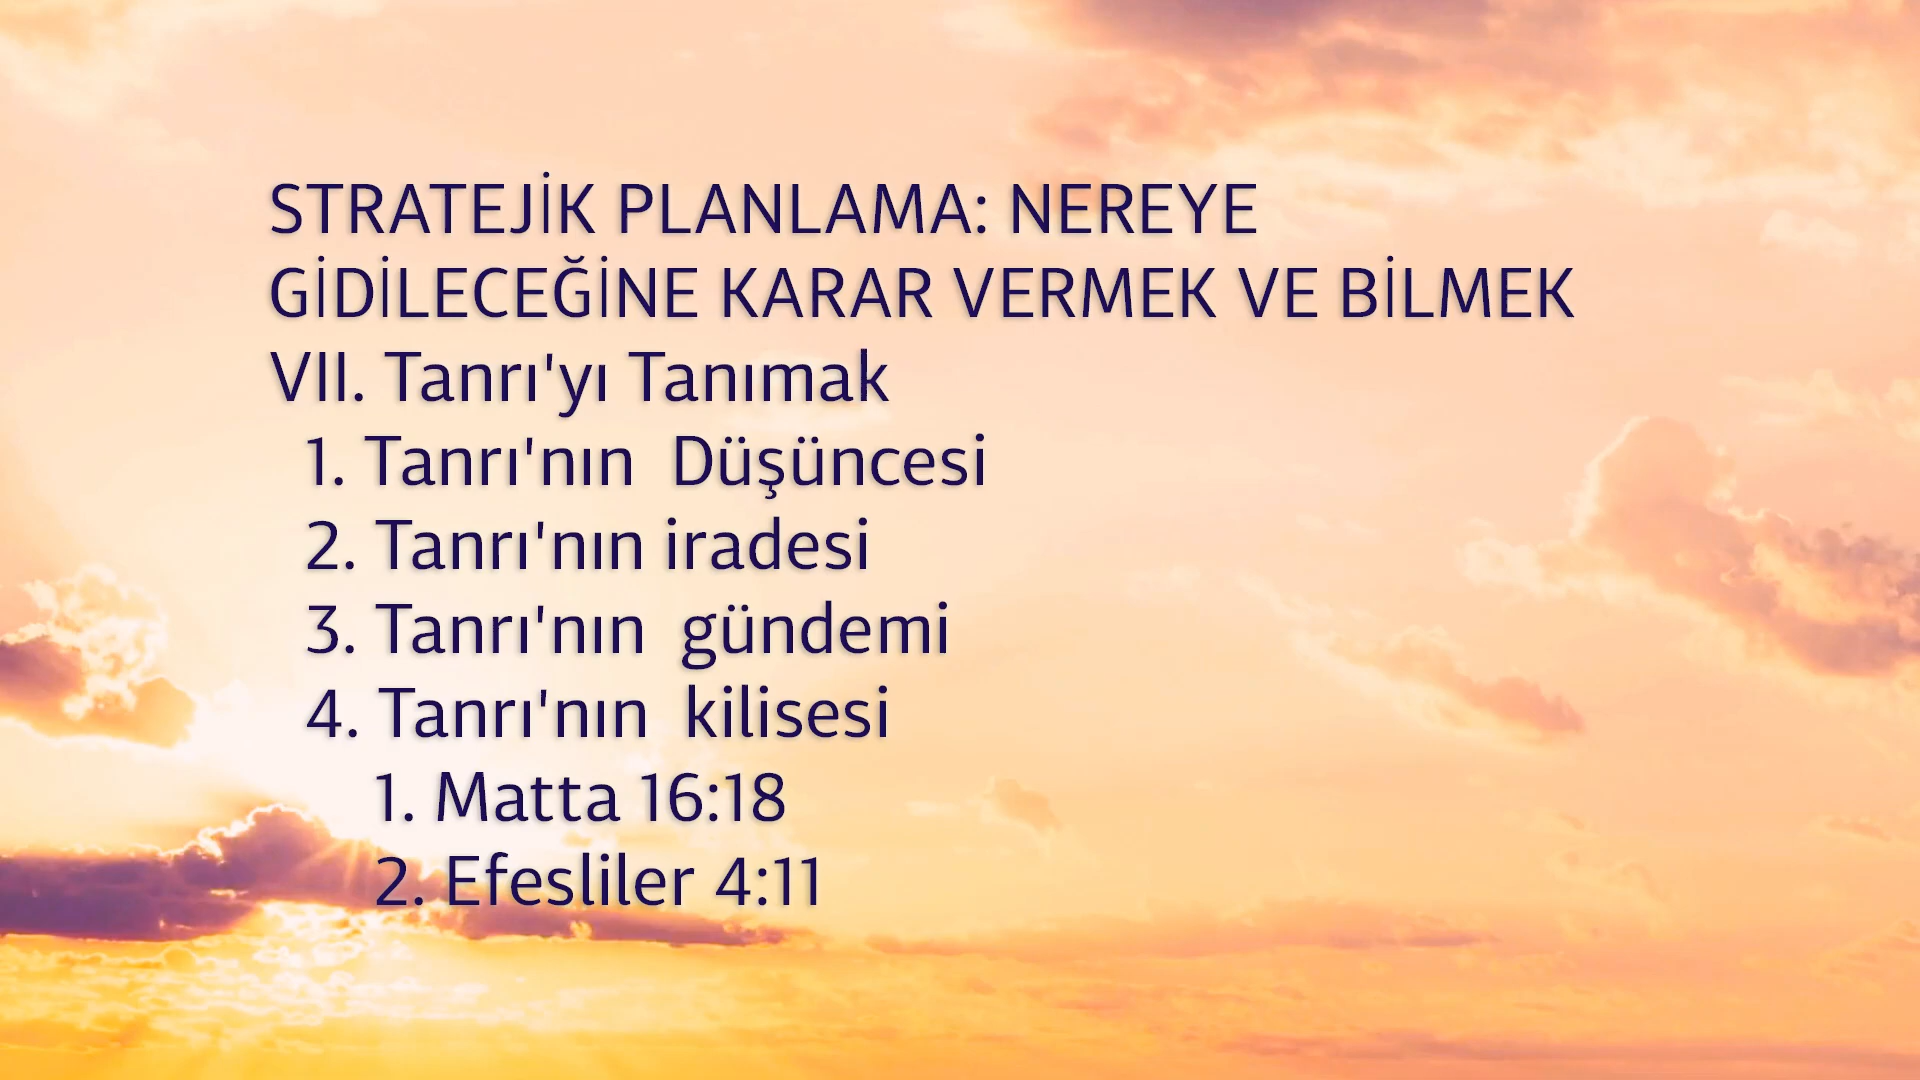 STRATEJİK PLANLAMA: NEREYE
GİDİLECEĞİNE KARAR VERMEK VE BİLMEK
VII. Tanrı'yı Tanımak
1. Tanrı'nın  Düşüncesi
2. Tanrı'nın iradesi
3. Tanrı'nın  gündemi
4. Tanrı'nın  kilisesi
1. Matta 16:18
2. Efesliler 4:11